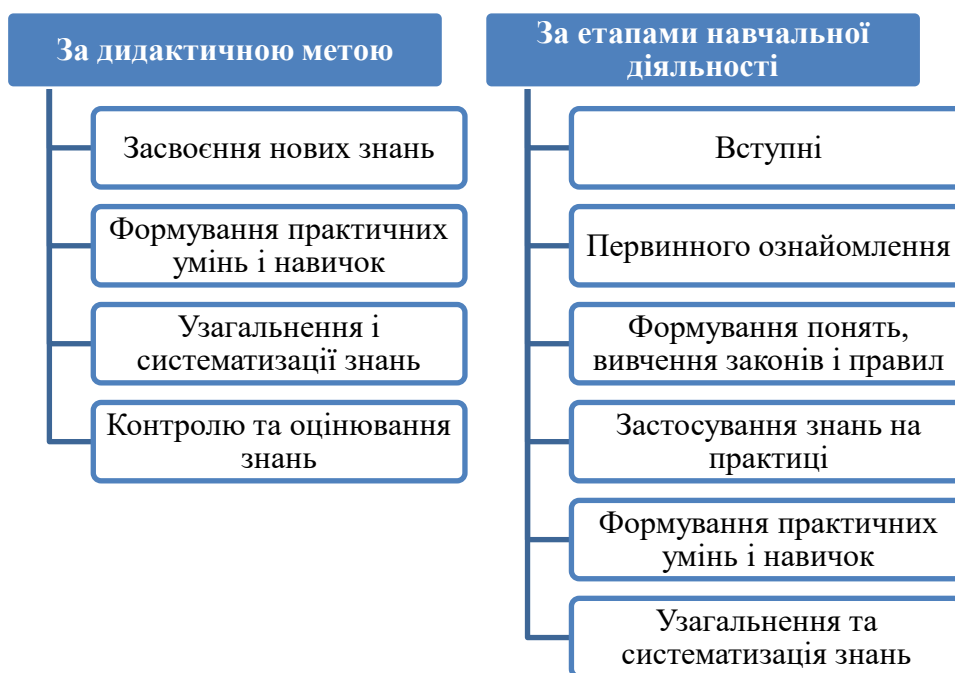 За дидактичною метою
Засвоєння нових знань
Формування практичних
умінь і навичок
Узагальнення і
систематизації знань
Контролю та оцінювання
знань
За етапами навчальної
діяльності
Вступні
Первинного ознайомлення
Формування понять,
вивчення законів і правил
Застосування знань на
практиці
Формування практичних
умінь і навичок
Узагальнення та
систематизація знань